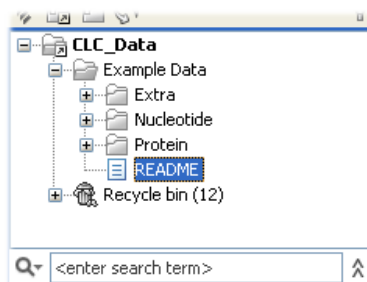 CLC_Data
Example Data
Extra
Nucleotide
Protein
README
Recycle bin (12)
<enter search term>